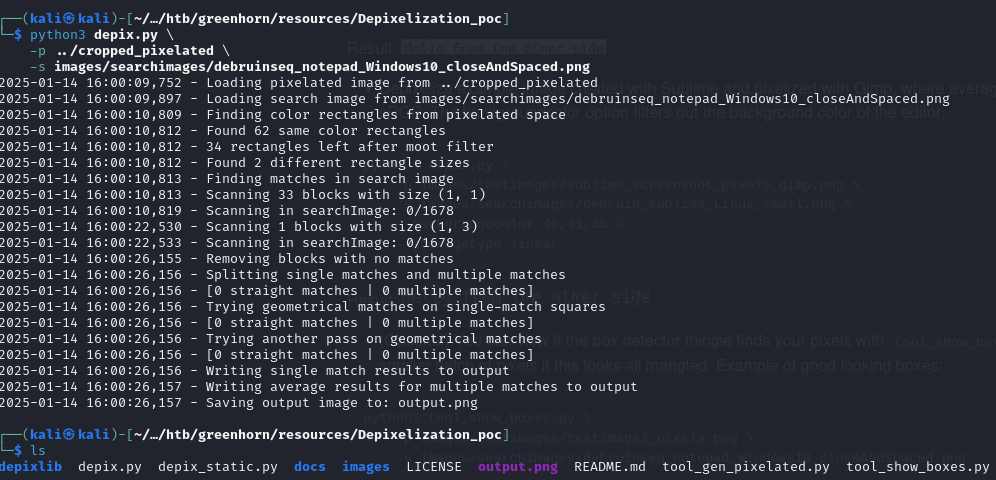 ┌──(kali㉿kali)-[~/…/htb/greenhorn/resources/Depixelization_poc]
└─$ python3 depix.py \
-p ../cropped_pixelated \
-s images/searchimages/debruinseq_notepad_Windows10_closeAndSpaced.png
2025-01-14 16:00:09,752 - Loading pixelated image from ../cropped_pixelated
2025-01-14 16:00:09,897 - Loading search image from images/searchimages/debruinseq_notepad_Windows10_closeAndSpaced.png
2025-01-14 16:00:10,809 - Finding color rectangles from pixelated space
2025-01-14 16:00:10,812 - Found 62 same color rectangles
2025-01-14 16:00:10,812 - 34 rectangles left after moot filter
2025-01-14 16:00:10,812 - Found 2 different rectangle sizes
2025-01-14 16:00:10,813 - Finding matches in search image
2025-01-14 16:00:10,813 - Scanning 33 blocks with size (1, 1)
2025-01-14 16:00:10,819 - Scanning in searchImage: 0/1678
2025-01-14 16:00:22,530 - Scanning 1 blocks with size (1, 3)
2025-01-14 16:00:22,533 - Scanning in searchImage: 0/1678
2025-01-14 16:00:26,155 - Removing blocks with no matches
2025-01-14 16:00:26,156 - Splitting single matches and multiple matches
2025-01-14 16:00:26,156 - [0 straight matches | 0 multiple matches]
2025-01-14 16:00:26,156 - Trying geometrical matches on single-match squares
2025-01-14 16:00:26,156 - [0 straight matches | 0 multiple matches]
2025-01-14 16:00:26,156 - Trying another pass on geometrical matches
2025-01-14 16:00:26,156 - [0 straight matches | 0 multiple matches]
2025-01-14 16:00:26,156 - Writing single match results to output
2025-01-14 16:00:26,157 - Writing average results for multiple matches to output
2025-01-14 16:00:26,157 - Saving output image to: output.png
┌──(kali㉿kali)-[~/…/htb/greenhorn/resources/Depixelization_poc]
└─$ ls
depixlib depix.py depix_static.py docs images LICENSE output.png README.md tool_gen_pixelated.py tool_show_boxes.py